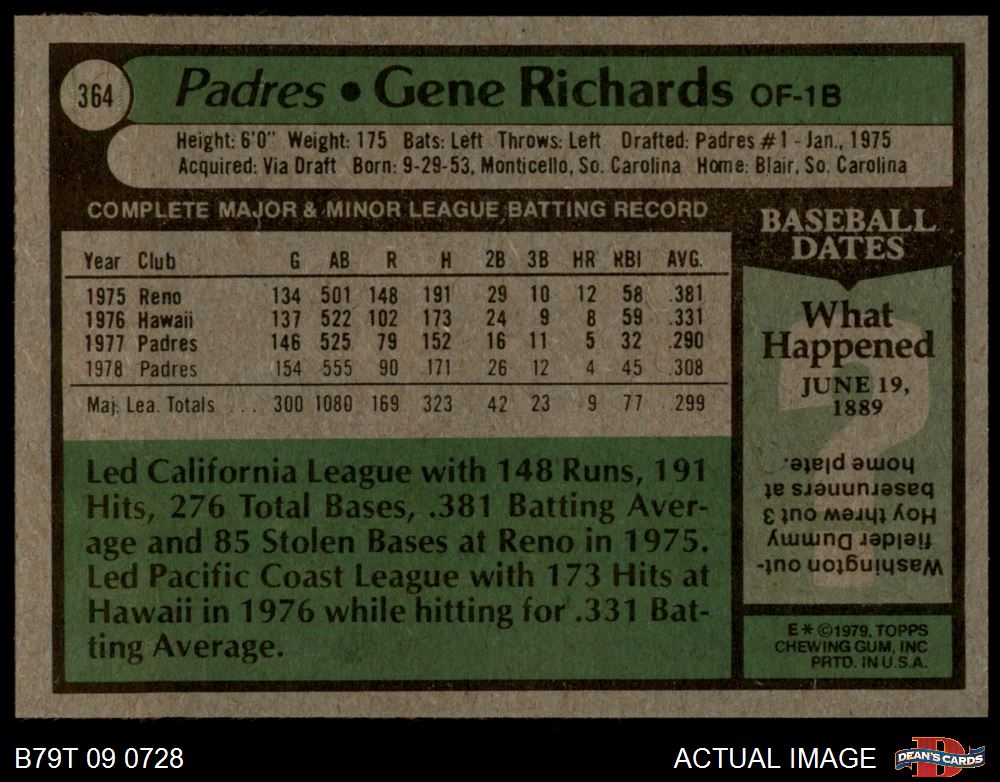 364
Padres • Gene Richards OF-1B
Height: 6'0" Weight: 175 Bats: Left Throws: Left Drafted: Padres #1 - Jan., 1975
Acquired: Via Draft Born: 9-29-53, Monticello, So. Carolina Home: Blair, So. Carolina
COMPLETE MAJOR & MINOR LEAGUE BATTING RECORD
Year Club G AB R H 2B 3B HR RBI AVG.
1975 Reno 134 501 148 191 29 10 12 58 .381
1976 Hawaii 137 522 102 173 24 9 8 59 .331
1977 Padres 146 525 79 152 16 11 5 32 .290
1978 Padres 154 555 90 171 26 12 4 45 .308
Maj. Lea. Totals ... 300 1080 169 323 42 23 9 77 .299
Led California League with 148 Runs, 191
Hits, 276 Total Bases, .381 Batting Aver-
age and 85 Stolen Bases at Reno in 1975.
Led Pacific Coast League with 173 Hits at
Hawaii in 1976 while hitting for .331 Bat-
ting Average.
BASEBALL
DATES
What
Happened
JUNE 19,
1889
?
Washington out-
fielder Dummy
Hoy threw out 3
baserunners at
home plate.
E*©1979, TOPPS
CHEWING GUM, INC
PRTD. IN U.S.A.
B79T 09 0728
ACTUAL IMAGE
D
DEAN'S CARDS